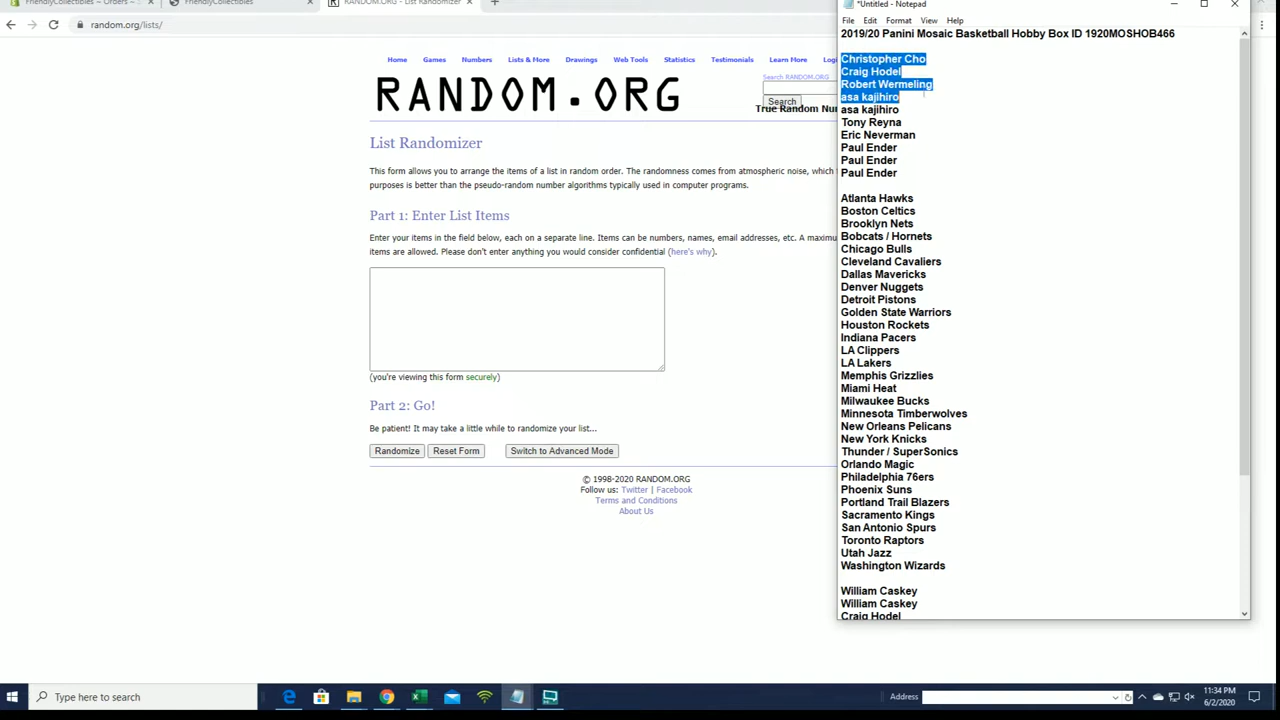 FriendlyCollectibles – Orders –
FriendlyCollectibles
RANDOM.ORG - List Randomizer
random.org/lists/
Home Games Numbers Lists & More Drawings Web Tools Statistics Testimonials Learn More
Search RANDOM.ORG
RANDOM.ORG
Search
List Randomizer
This form allows you to arrange the items of a list in random order. The randomness comes from atmospheric noise, which
purposes is better than the pseudo-random number algorithms typically used in computer programs.
Part 1: Enter List Items
Enter your items in the field below, each on a separate line. Items can be numbers, names, email addresses, etc. A
items are allowed. Please don't enter anything you would consider confidential (here's why).
(you're viewing this form securely)
Part 2: Go!
Be patient! It may take a little while to randomize your list...
Randomize Reset Form Switch to Advanced Mode
© 1998-2020 RANDOM.ORG
Follow us: Twitter | Facebook
Terms and Conditions
About Us
*Untitled - Notepad
File Edit Format View Help
2019/20 Panini Mosaic Basketball Hobby Box ID 1920MOSHOB466
Christopher Cho
Craig Hodel
Robert Wermeling
asa kajihiro
asa kajihiro
Tony Reyna
Eric Neverman
Paul Ender
Paul Ender
Paul Ender
Atlanta Hawks
Boston Celtics
Brooklyn Nets
Bobcats / Hornets
Chicago Bulls
Cleveland Cavaliers
Dallas Mavericks
Denver Nuggets
Detroit Pistons
Golden State Warriors
Houston Rockets
Indiana Pacers
LA Clippers
LA Lakers
Memphis Grizzlies
Miami Heat
Milwaukee Bucks
Minnesota Timberwolves
New Orleans Pelicans
New York Knicks
Thunder / SuperSonics
Orlando Magic
Philadelphia 76ers
Phoenix Suns
Portland Trail Blazers
Sacramento Kings
San Antonio Spurs
Toronto Raptors
Utah Jazz
Washington Wizards
William Caskey
William Caskey
Craig Hodel
Type here to search
Address
11:34 PM
6/2/2020